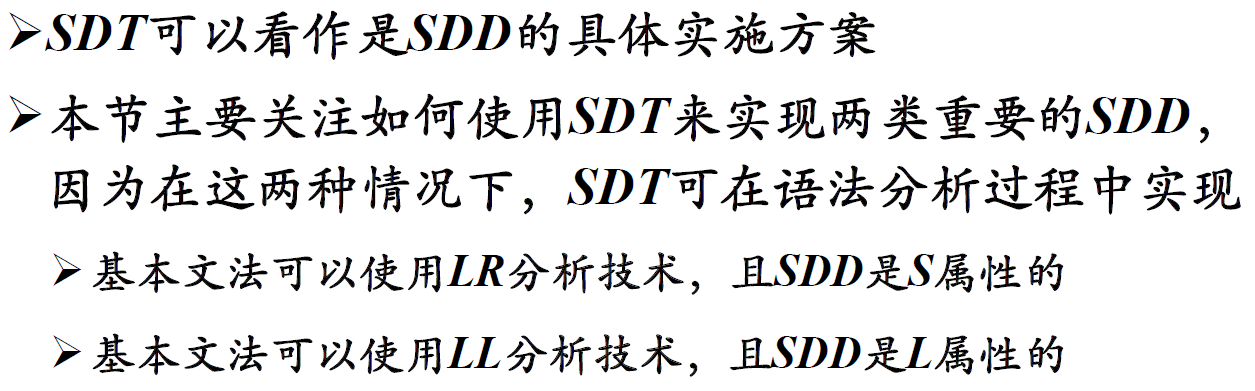 ➢SDT可以看作是SDD的具体实施方案
➢本节主要关注如何使用SDT来实现两类重要的SDD，
因为在这两种情况下，SDT可在语法分析过程中实现
➢基本文法可以使用LR分析技术，且SDD是S属性的
➢基本文法可以使用LL分析技术，且SDD是L属性的